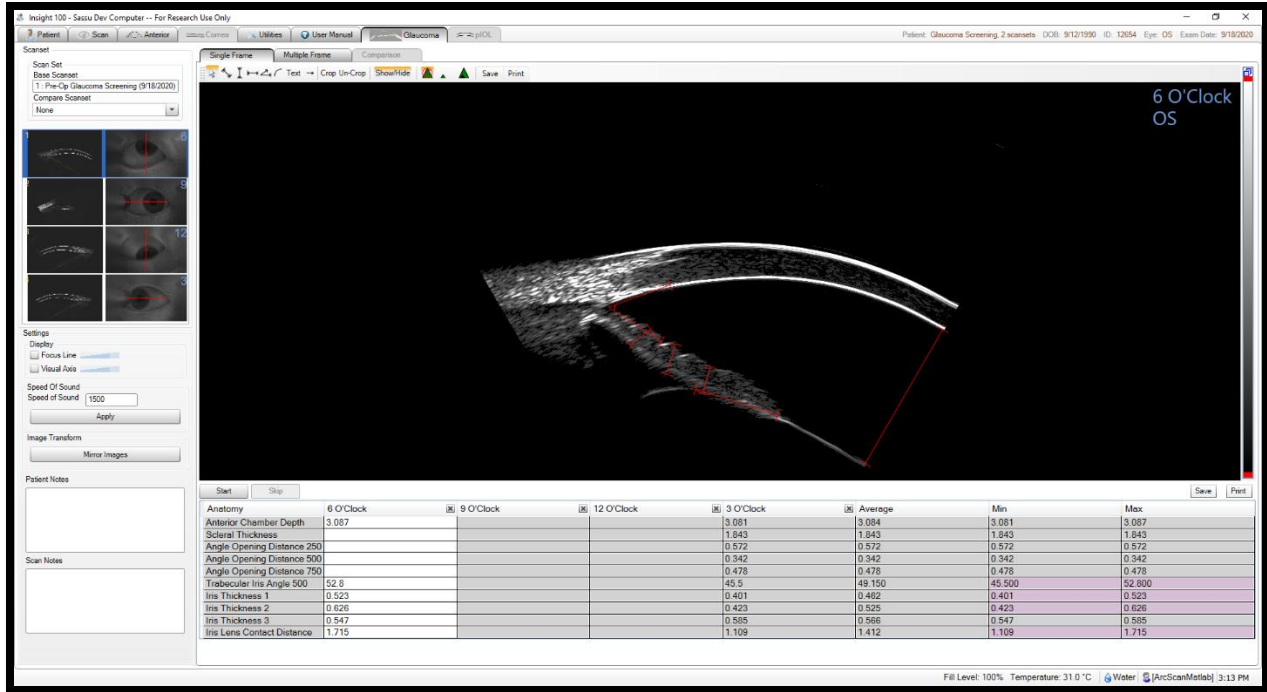 Insight 100 - Sassu Dev Computer -- For Research Use Only
Patient Scan Anterior Cornea Utilities User Manual Glaucoma pIOL Patient: Glaucoma Screening, 2 scansets DOB: 9/12/1990 ID: 12654 Eye: OS Exam Date: 9/18/2020
Scanset
Scan Set
Base Scanset
1 : Pre-Op Glaucoma Screening (9/18/2020)
Compare Scanset
None
1 6
2 9
3 12
3
Settings
Display
Focus Line
Visual Axis
Speed Of Sound
Speed of Sound 1500
Apply
Image Transform
Mirror Images
Patient Notes
Scan Notes
Single Frame Multiple Frame Comparison
Text Crop Un-Crop Show/Hide Save Print
6 O'Clock
OS
Start Skip Save Print
Anatomy 6 O'Clock 9 O'Clock 12 O'Clock 3 O'Clock Average Min Max
Anterior Chamber Depth 3.087 3.081 3.084 3.081 3.087
Scleral Thickness 1.843 1.843 1.843 1.843
Angle Opening Distance 250 0.572 0.572 0.572 0.572
Angle Opening Distance 500 0.342 0.342 0.342 0.342
Angle Opening Distance 750 0.478 0.478 0.478 0.478
Trabecular Iris Angle 500 52.8 45.5 49.150 45.500 52.800
Iris Thickness 1 0.523 0.401 0.462 0.401 0.523
Iris Thickness 2 0.626 0.423 0.525 0.423 0.626
Iris Thickness 3 0.547 0.585 0.566 0.547 0.585
Iris Lens Contact Distance 1.715 1.109 1.412 1.109 1.715
Fill Level: 100% Temperature: 31.0 °C Water [ArcScanMatlab] 3:13 PM